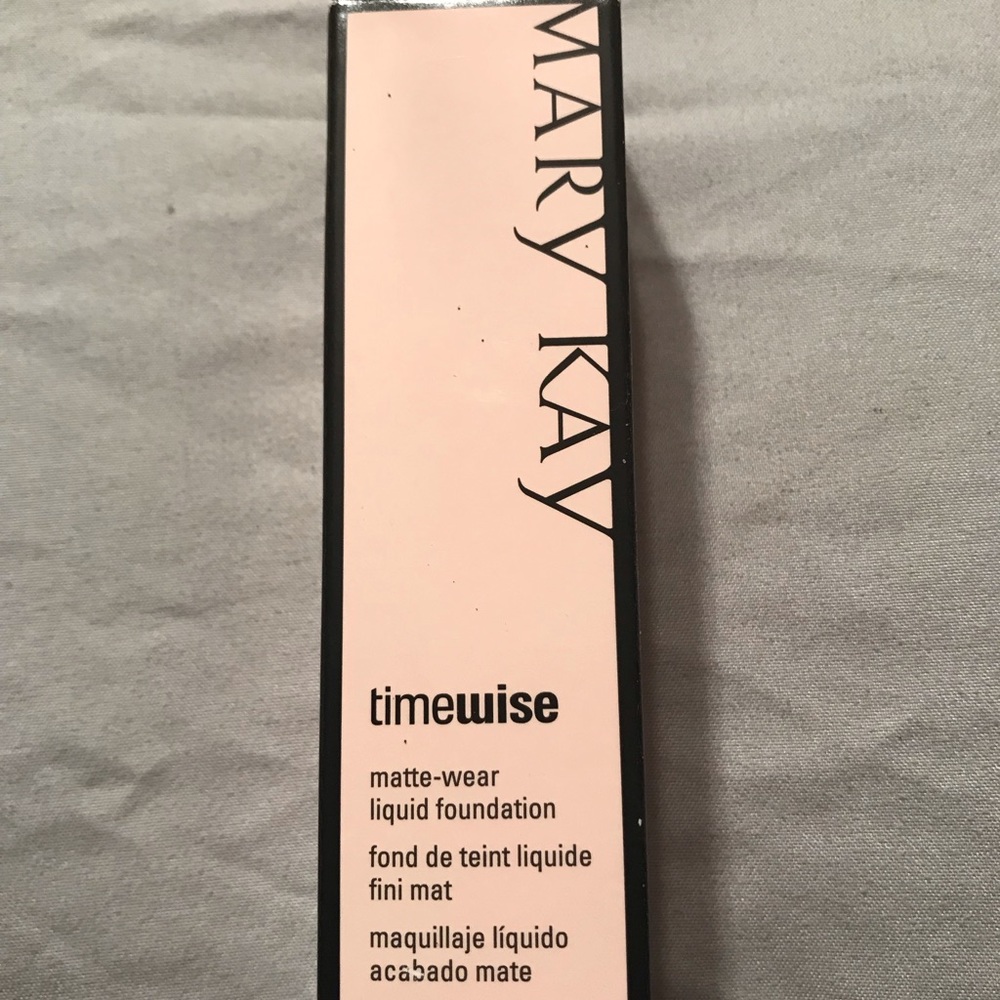 MARY KAY
timewise
matte-wear
liquid foundation
fond de teint liquide
fini mat
maquillaje líquido
acabado mate